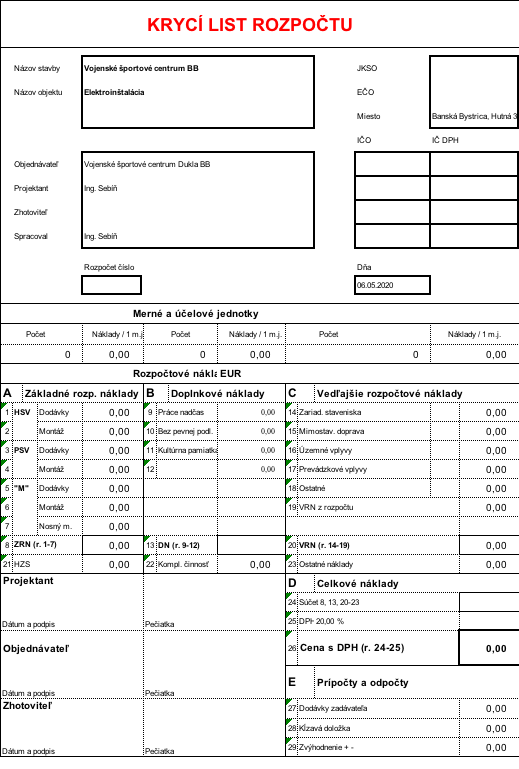 KRYCÍ LIST ROZPOČTU
Názov stavby Vojenské športové centrum BB JKSO
Názov objektu Elektroinštalácia EČO
Miesto Banská Bystrica, Hutná 3
IČO IČ DPH
Objednávateľ Vojenské športové centrum Dukla BB
Projektant Ing. Sebíň
Zhotoviteľ
Spracoval Ing. Sebíň
Rozpočet číslo Dňa
06.05.2020
Merné a účelové jednotky
Počet Náklady / 1 m.j. Počet Náklady / 1 m.j. Počet Náklady / 1 m.j.
0 0,00 0 0,00 0 0,00
Rozpočtové nákla EUR
A Základné rozp. náklady B Doplnkové náklady C Vedľajšie rozpočtové náklady
1 HSV Dodávky 0,00 9 Práce nadčas 0,00 14 Zariad. staveniska 0,00
2 Montáž 0,00 10 Bez pevnej podl. 0,00 15 Mimostav. doprava 0,00
3 PSV Dodávky 0,00 11 Kultúrna pamiatka 0,00 16 Územné vplyvy 0,00
4 Montáž 0,00 12 0,00 17 Prevádzkové vplyvy 0,00
5 "M" Dodávky 0,00 18 Ostatné 0,00
6 Montáž 0,00 19 VRN z rozpočtu 0,00
7 Nosný m. 0,00
8 ZRN (r. 1-7) 0,00 13 DN (r. 9-12) 20 VRN (r. 14-19) 0,00
21 HZS 0,00 22 Kompl. činnosť 0,00 23 Ostatné náklady 0,00
Projektant D Celkové náklady
24 Súčet 8, 13, 20-23
Dátum a podpis Pečiatka 25 DPH 20,00 %
Objednávateľ 26 Cena s DPH (r. 24-25) 0,00
E Prípočty a odpočty
Dátum a podpis Pečiatka
Zhotoviteľ 27 Dodávky zadávateľa 0,00
28 Kĺzavá doložka 0,00
Dátum a podpis Pečiatka 29 Zvýhodnenie + - 0,00